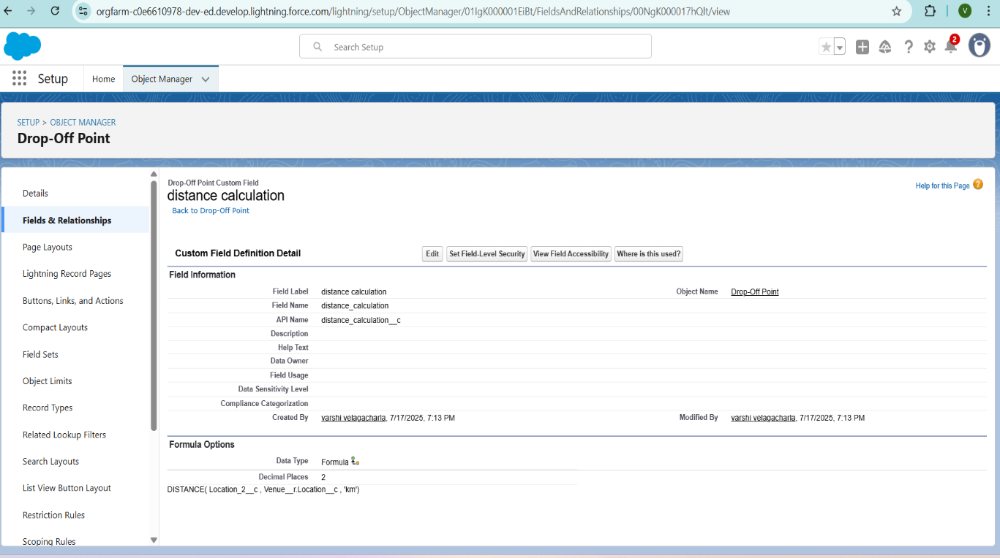 orgfarm-c0e6610978-dev-ed.develop.lightning.force.com/lightning/setup/ObjectManager/01IgK000001EiBt/FieldsAndRelationships/00NgK000017hQlt/view
V
Search Setup
2
Setup
Home
Object Manager
SETUP > OBJECT MANAGER
Drop-Off Point
Details
Fields & Relationships
Page Layouts
Lightning Record Pages
Buttons, Links, and Actions
Compact Layouts
Field Sets
Object Limits
Record Types
Related Lookup Filters
Search Layouts
List View Button Layout
Restriction Rules
Scoping Rules
Drop-Off Point Custom Field
distance calculation
Back to Drop-Off Point
Help for this Page ?
Custom Field Definition Detail
Edit Set Field-Level Security View Field Accessibility Where is this used?
Field Information
Field Label distance calculation Object Name Drop-Off Point
Field Name distance_calculation
API Name distance_calculation__c
Description
Help Text
Data Owner
Field Usage
Data Sensitivity Level
Compliance Categorization
Created By varshi velagacharla, 7/17/2025, 7:13 PM Modified By varshi velagacharla, 7/17/2025, 7:13 PM
Formula Options
Data Type Formula
Decimal Places 2
DISTANCE( Location_2__c , Venue__r.Location__c , 'km')